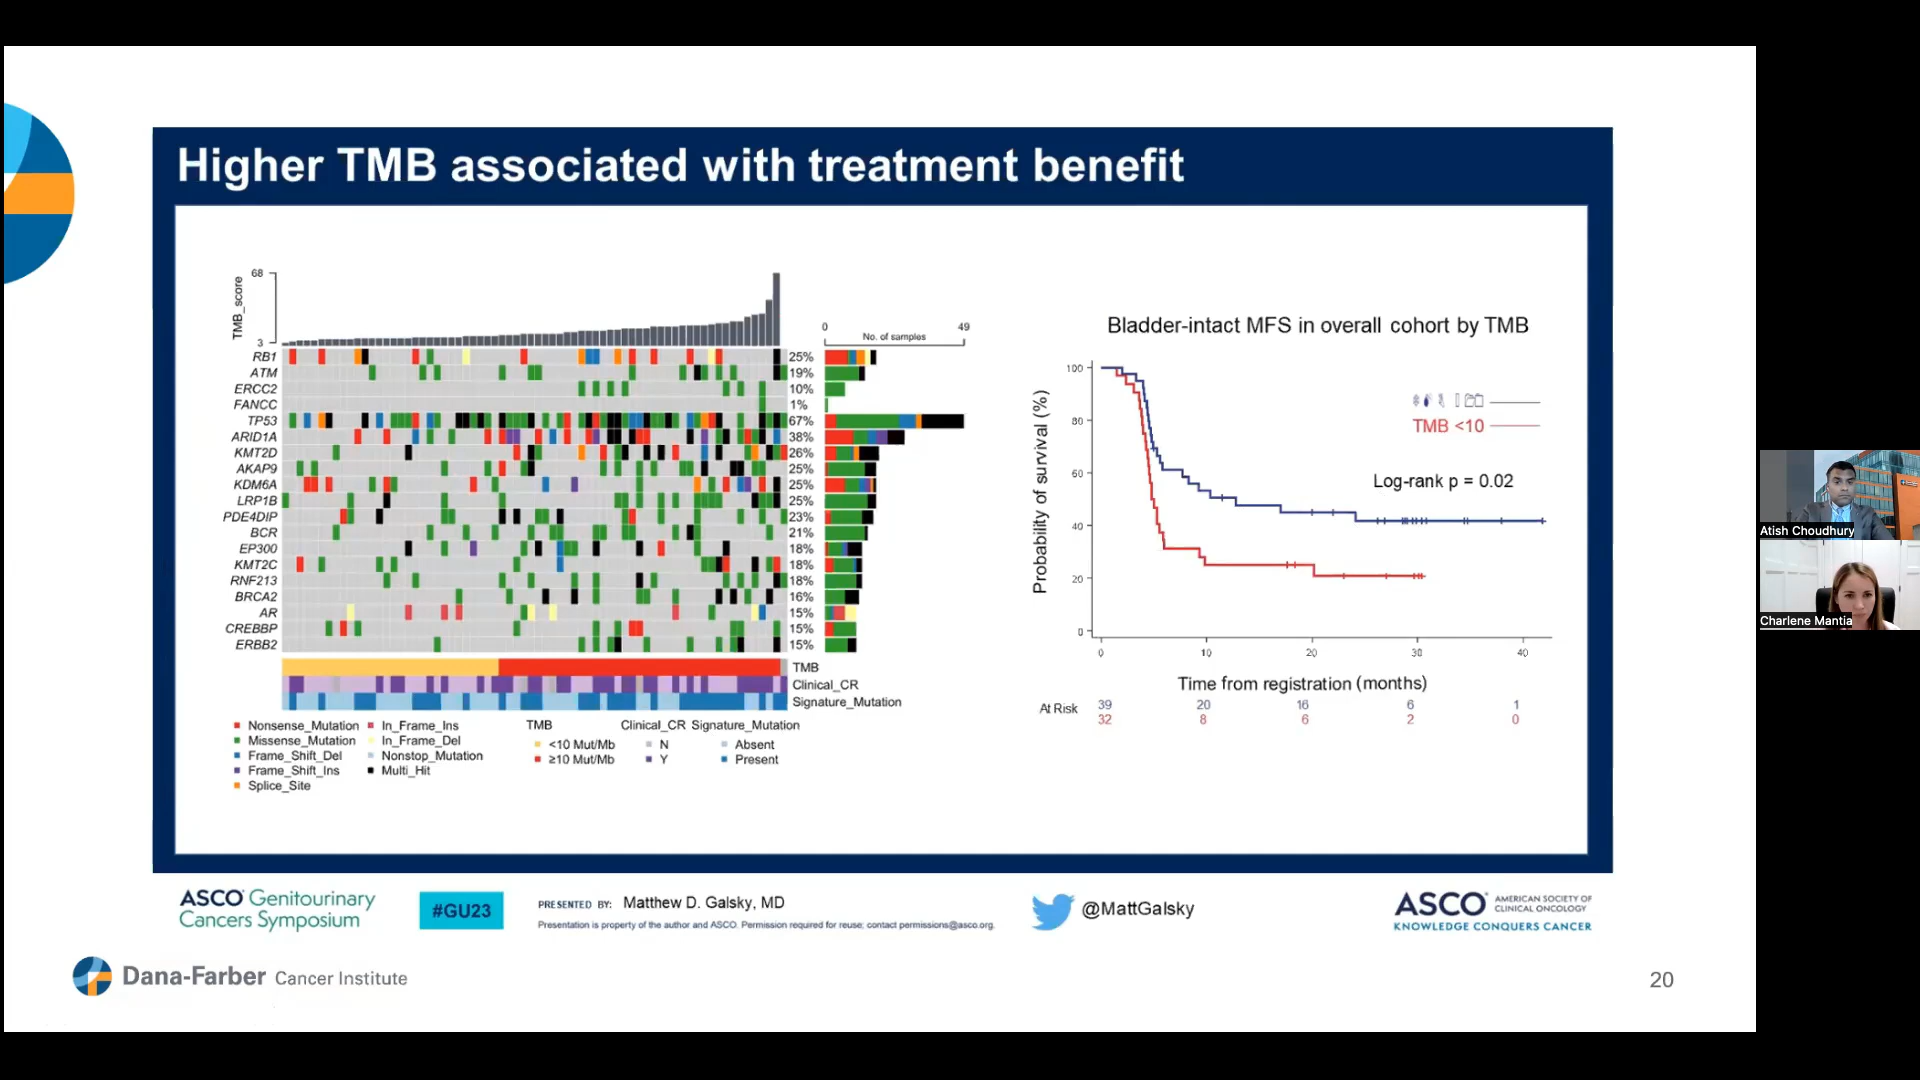 Higher TMB associated with treatment benefit
TMB_score
68
3
0
49
No. of samples
RB1 25%
ATM 19%
ERCC2 10%
FANCC 1%
TP53 67%
ARID1A 38%
KMT2D 26%
AKAP9 25%
KDM6A 25%
LRP1B 25%
PDE4DIP 23%
BCR 21%
EP300 18%
KMT2C 18%
RNF213 18%
BRCA2 16%
AR 15%
CREBBP 15%
ERBB2 15%
TMB
Clinical_CR
Signature_Mutation
Nonsense_Mutation
Missense_Mutation
Frame_Shift_Del
Frame_Shift_Ins
Splice_Site
In_Frame_Ins
In_Frame_Del
Nonstop_Mutation
Multi_Hit
TMB
<10 Mut/Mb
≥10 Mut/Mb
Clinical_CR
N
Y
Signature_Mutation
Absent
Present
Bladder-intact MFS in overall cohort by TMB
Probability of survival (%)
100
80
60
40
20
0
TMB <10
Log-rank p = 0.02
0 10 20 30 40
Time from registration (months)
At Risk
39 20 16 6 1
32 8 6 2 0
ASCO Genitourinary
Cancers Symposium
#GU23
PRESENTED BY: Matthew D. Galsky, MD
Presentation is property of the author and ASCO. Permission required for reuse; contact permissions@asco.org.
@MattGalsky
ASCO AMERICAN SOCIETY OF
CLINICAL ONCOLOGY
KNOWLEDGE CONQUERS CANCER
Dana-Farber Cancer Institute
20
Atish Choudhury
Charlene Mantia